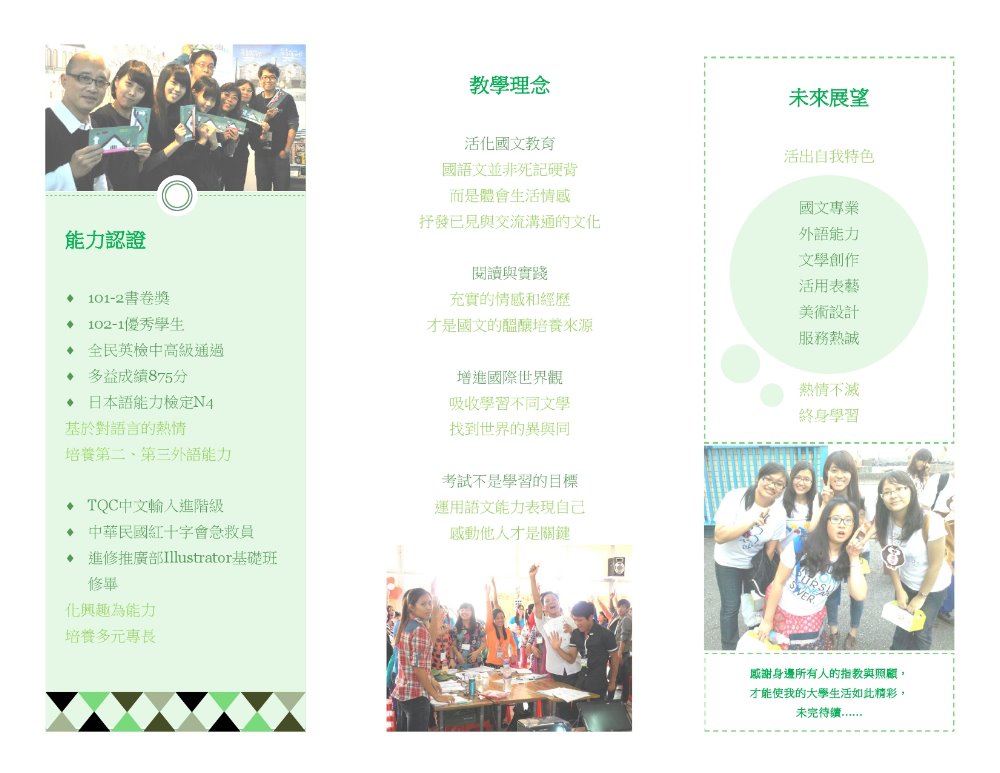 能力認證
♦ 101-2書卷獎
♦ 102-1優秀學生
♦ 全民英檢中高級通過
♦ 多益成績875分
♦ 日本語能力檢定N4
基於對語言的熱情
培養第二、第三外語能力
♦ TQC中文輸入進階級
♦ 中華民國紅十字會急救員
♦ 進修推廣部Illustrator基礎班
修畢
化興趣為能力
培養多元專長
教學理念
活化國文教育
國語文並非死記硬背
而是體會生活情感
抒發已見與交流溝通的文化
閱讀與實踐
充實的情感和經歷
才是國文的醞釀培養來源
增進國際世界觀
吸收學習不同文學
找到世界的異與同
考試不是學習的目標
運用語文能力表現自己
感動他人才是關鍵
未來展望
活出自我特色
國文專業
外語能力
文學創作
活用表藝
美術設計
服務熱誠
熱情不減
終身學習
感謝身邊所有人的指教與照顧，
才能使我的大學生活如此精彩，
未完待續……